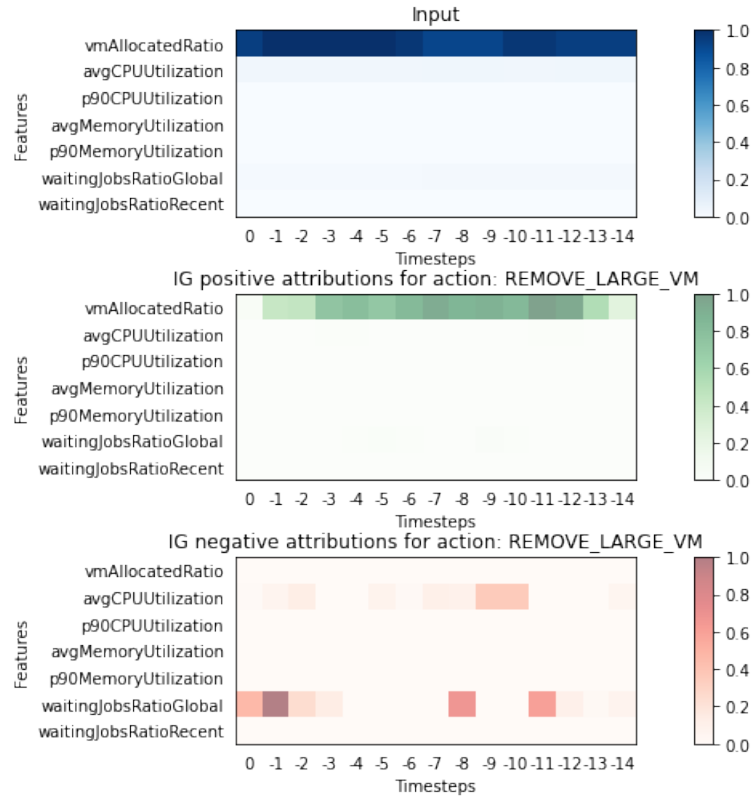 Input
Features
vmAllocatedRatio
avgCPUUtilization
p90CPUUtilization
avgMemoryUtilization
p90MemoryUtilization
waitingJobsRatioGlobal
waitingJobsRatioRecent
0 -1 -2 -3 -4 -5 -6 -7 -8 -9 -10 -11 -12 -13 -14
Timesteps
1.0
0.8
0.6
0.4
0.2
0.0
IG positive attributions for action: REMOVE_LARGE_VM
Features
vmAllocatedRatio
avgCPUUtilization
p90CPUUtilization
avgMemoryUtilization
p90MemoryUtilization
waitingJobsRatioGlobal
waitingJobsRatioRecent
0 -1 -2 -3 -4 -5 -6 -7 -8 -9 -10 -11 -12 -13 -14
Timesteps
1.0
0.8
0.6
0.4
0.2
0.0
IG negative attributions for action: REMOVE_LARGE_VM
Features
vmAllocatedRatio
avgCPUUtilization
p90CPUUtilization
avgMemoryUtilization
p90MemoryUtilization
waitingJobsRatioGlobal
waitingJobsRatioRecent
0 -1 -2 -3 -4 -5 -6 -7 -8 -9 -10 -11 -12 -13 -14
Timesteps
1.0
0.8
0.6
0.4
0.2
0.0